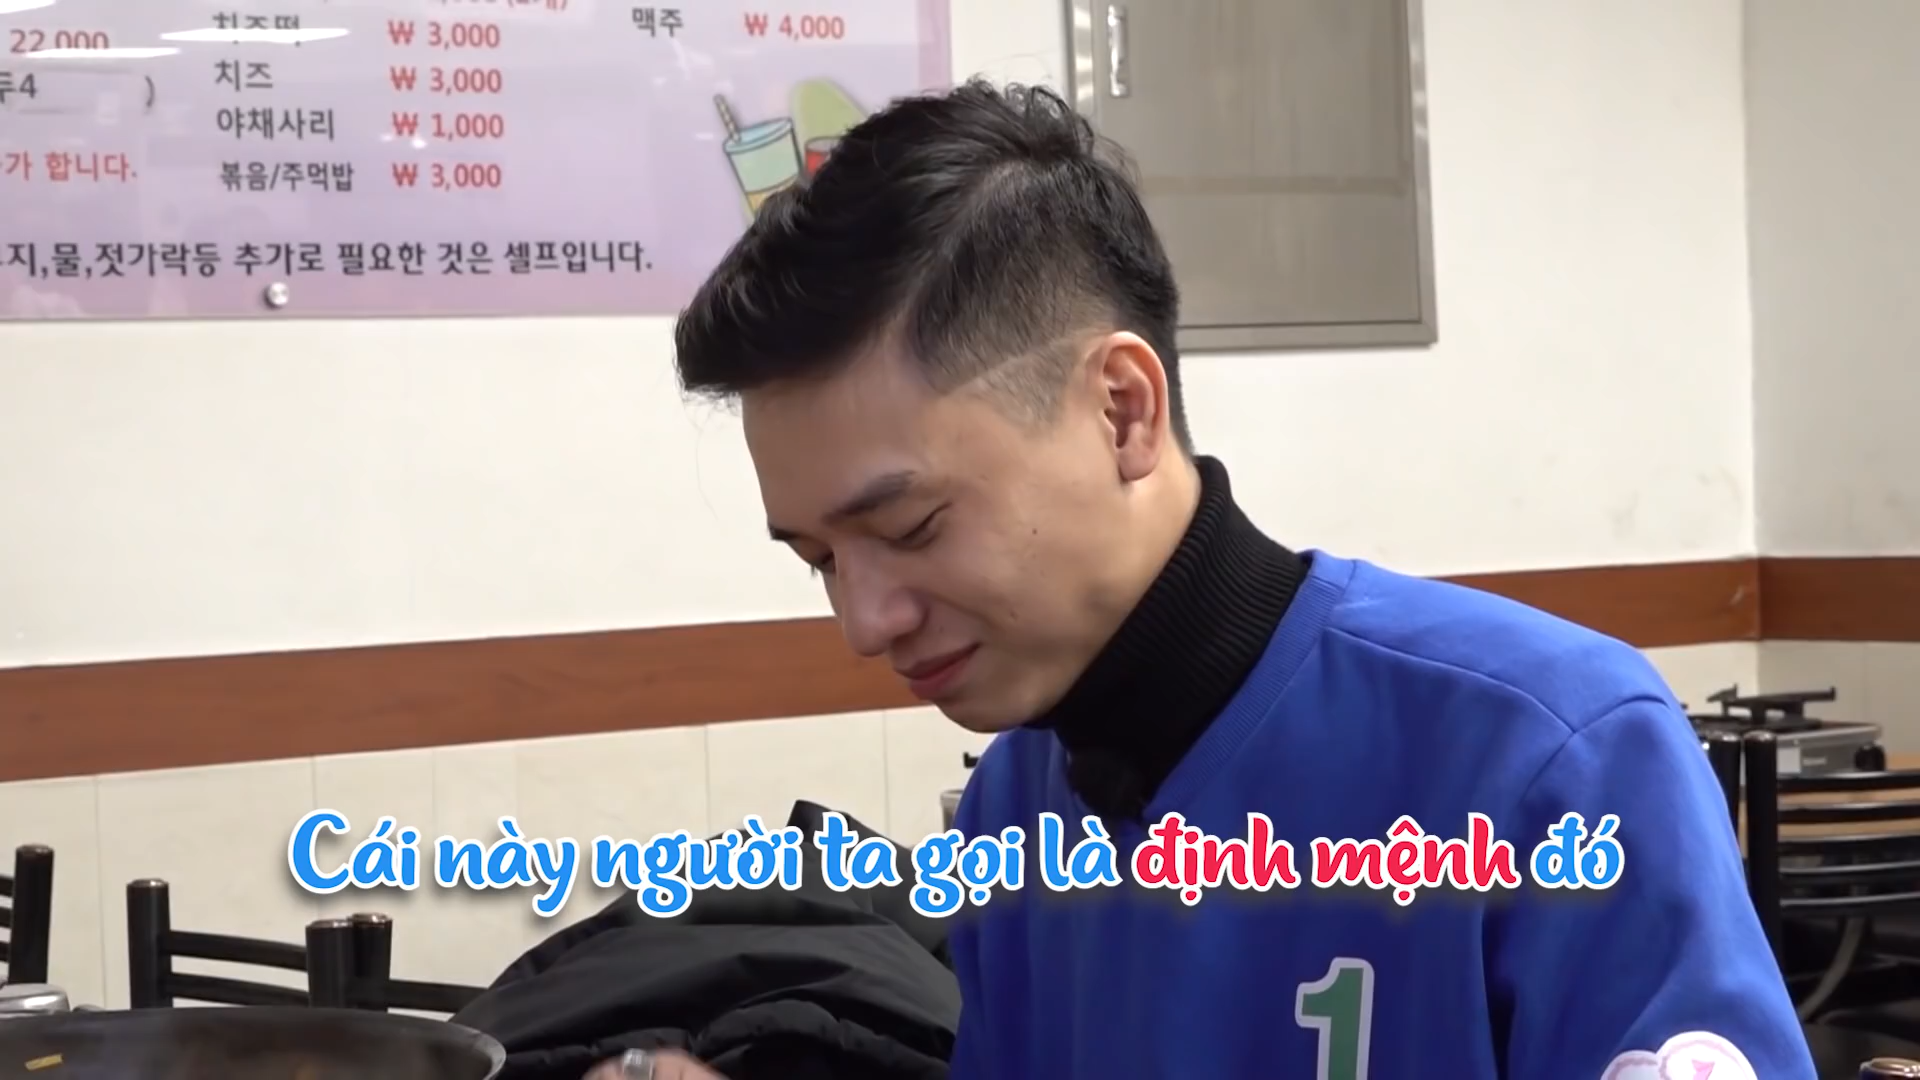 22,000
치즈떡 ₩ 3,000
맥주 ₩ 4,000
치즈 ₩ 3,000
야채사리 ₩ 1,000
볶음/주먹밥 ₩ 3,000
가 합니다.
지,물,젓가락등 추가로 필요한 것은 셀프입니다.
Cái này người ta gọi là định mệnh đó
1